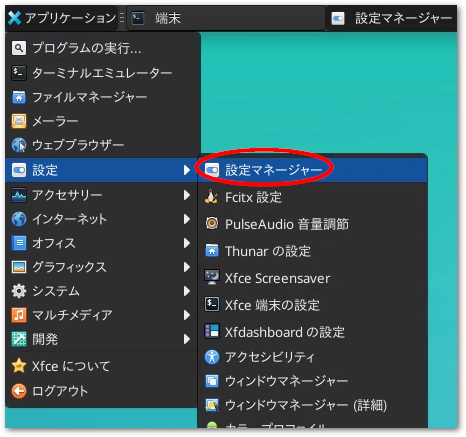 アプリケーション
端末
設定マネージャー
プログラムの実行...
ターミナルエミュレーター
ファイルマネージャー
メーラー
ウェブブラウザー
設定
アクセサリー
インターネット
オフィス
グラフィックス
システム
マルチメディア
開発
Xfce について
ログアウト
設定マネージャー
Fcitx 設定
PulseAudio 音量調節
Thunar の設定
Xfce Screensaver
Xfce 端末の設定
Xfdashboard の設定
アクセシビリティ
ウィンドウマネージャー
ウィンドウマネージャー (詳細)
カラープロファイル